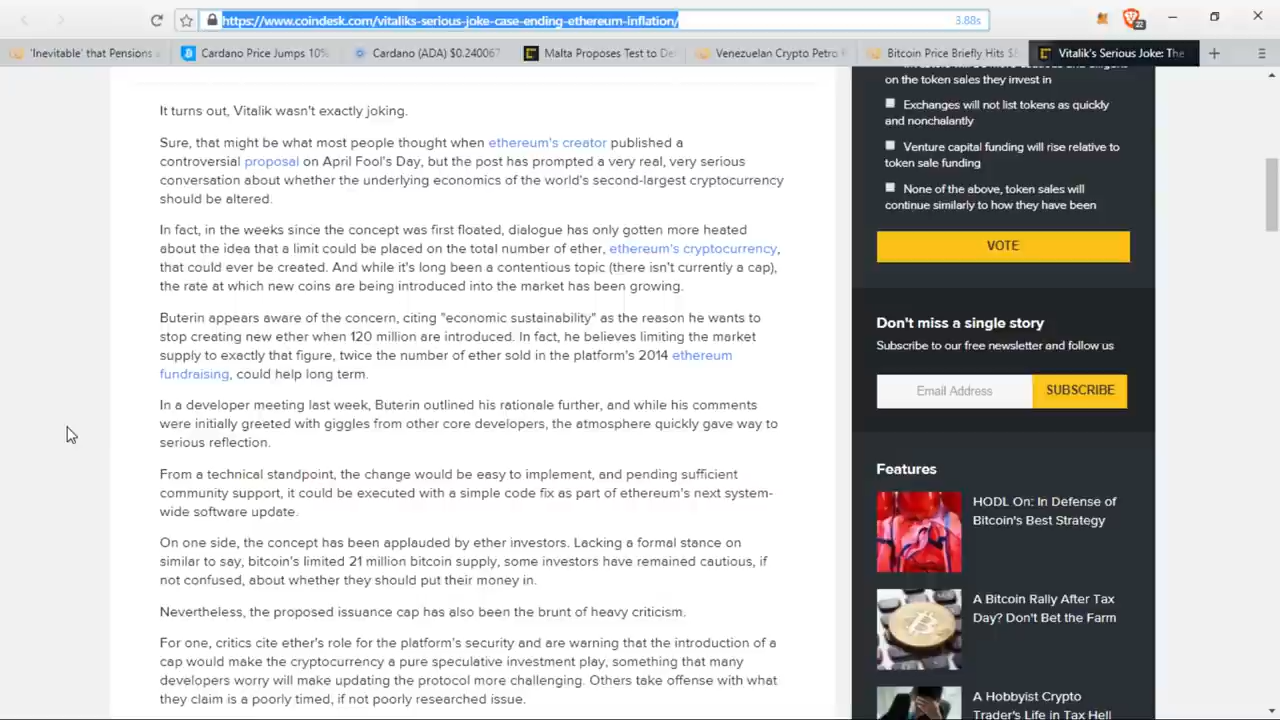 https://www.coindesk.com/vitaliks-serious-joke-case-ending-ethereum-inflation/
3.88s
22
'Inevitable' that Pensions
Cardano Price Jumps 10%
Cardano (ADA) $0.240067
Malta Proposes Test to De
Venezuelan Crypto Petro
Bitcoin Price Briefly Hits $8
Vitalik's Serious Joke: The
It turns out, Vitalik wasn't exactly joking.
Sure, that might be what most people thought when ethereum's creator published a
controversial proposal on April Fool's Day, but the post has prompted a very real, very serious
conversation about whether the underlying economics of the world's second-largest cryptocurrency
should be altered.
In fact, in the weeks since the concept was first floated, dialogue has only gotten more heated
about the idea that a limit could be placed on the total number of ether, ethereum's cryptocurrency,
that could ever be created. And while it's long been a contentious topic (there isn't currently a cap),
the rate at which new coins are being introduced into the market has been growing.
Buterin appears aware of the concern, citing "economic sustainability" as the reason he wants to
stop creating new ether when 120 million are introduced. In fact, he believes limiting the market
supply to exactly that figure, twice the number of ether sold in the platform's 2014 ethereum
fundraising, could help long term.
In a developer meeting last week, Buterin outlined his rationale further, and while his comments
were initially greeted with giggles from other core developers, the atmosphere quickly gave way to
serious reflection.
From a technical standpoint, the change would be easy to implement, and pending sufficient
community support, it could be executed with a simple code fix as part of ethereum's next system-
wide software update.
On one side, the concept has been applauded by ether investors. Lacking a formal stance on
similar to say, bitcoin's limited 21 million bitcoin supply, some investors have remained cautious, if
not confused, about whether they should put their money in.
Nevertheless, the proposed issuance cap has also been the brunt of heavy criticism.
For one, critics cite ether's role for the platform's security and are warning that the introduction of a
cap would make the cryptocurrency a pure speculative investment play, something that many
developers worry will make updating the protocol more challenging. Others take offense with what
they claim is a poorly timed, if not poorly researched issue.
on the token sales they invest in
Exchanges will not list tokens as quickly
and nonchalantly
Venture capital funding will rise relative to
token sale funding
None of the above, token sales will
continue similarly to how they have been
VOTE
Don't miss a single story
Subscribe to our free newsletter and follow us
Email Address
SUBSCRIBE
Features
HODL On: In Defense of
Bitcoin's Best Strategy
A Bitcoin Rally After Tax
Day? Don't Bet the Farm
A Hobbyist Crypto
Trader's Life in Tax Hell